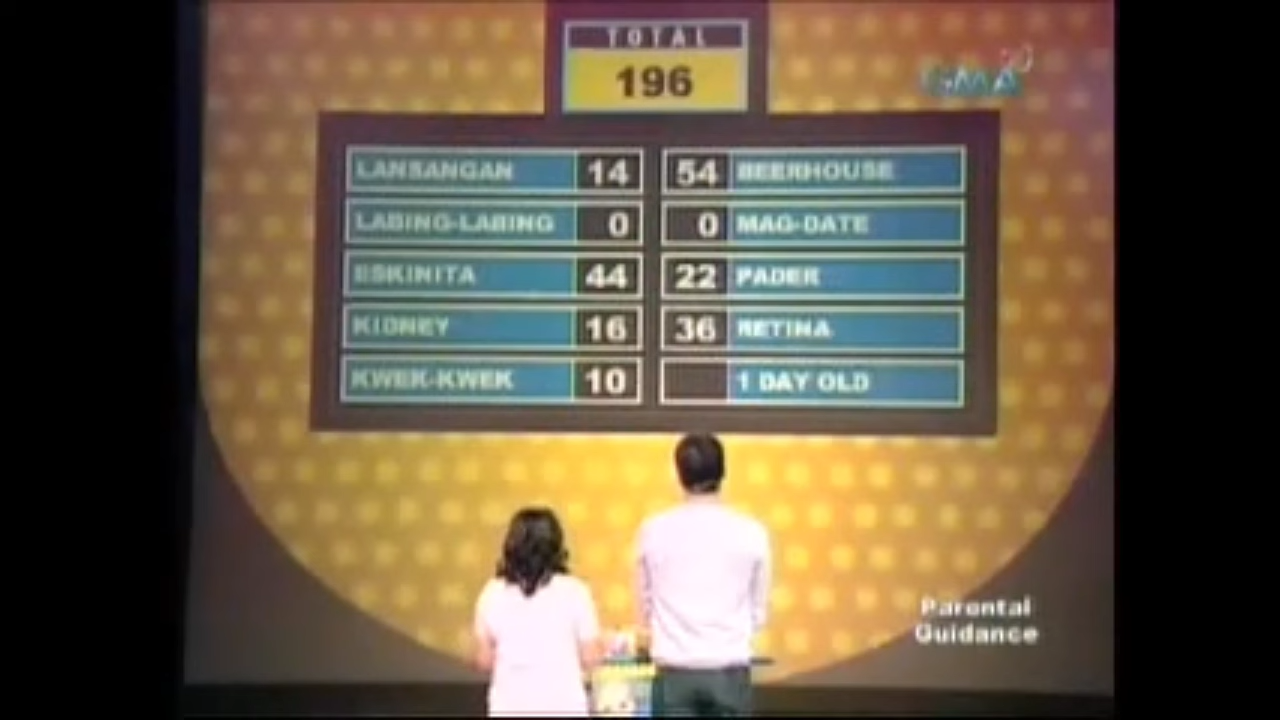 TOTAL
196
GMA
LANSANGAN 14 54 BEERHOUSE
LABING-LABING 0 0 MAG-DATE
ESKINITA 44 22 PADER
KIDNEY 16 36 RETINA
KWEK-KWEK 10 1 DAY OLD
Parental
Guidance